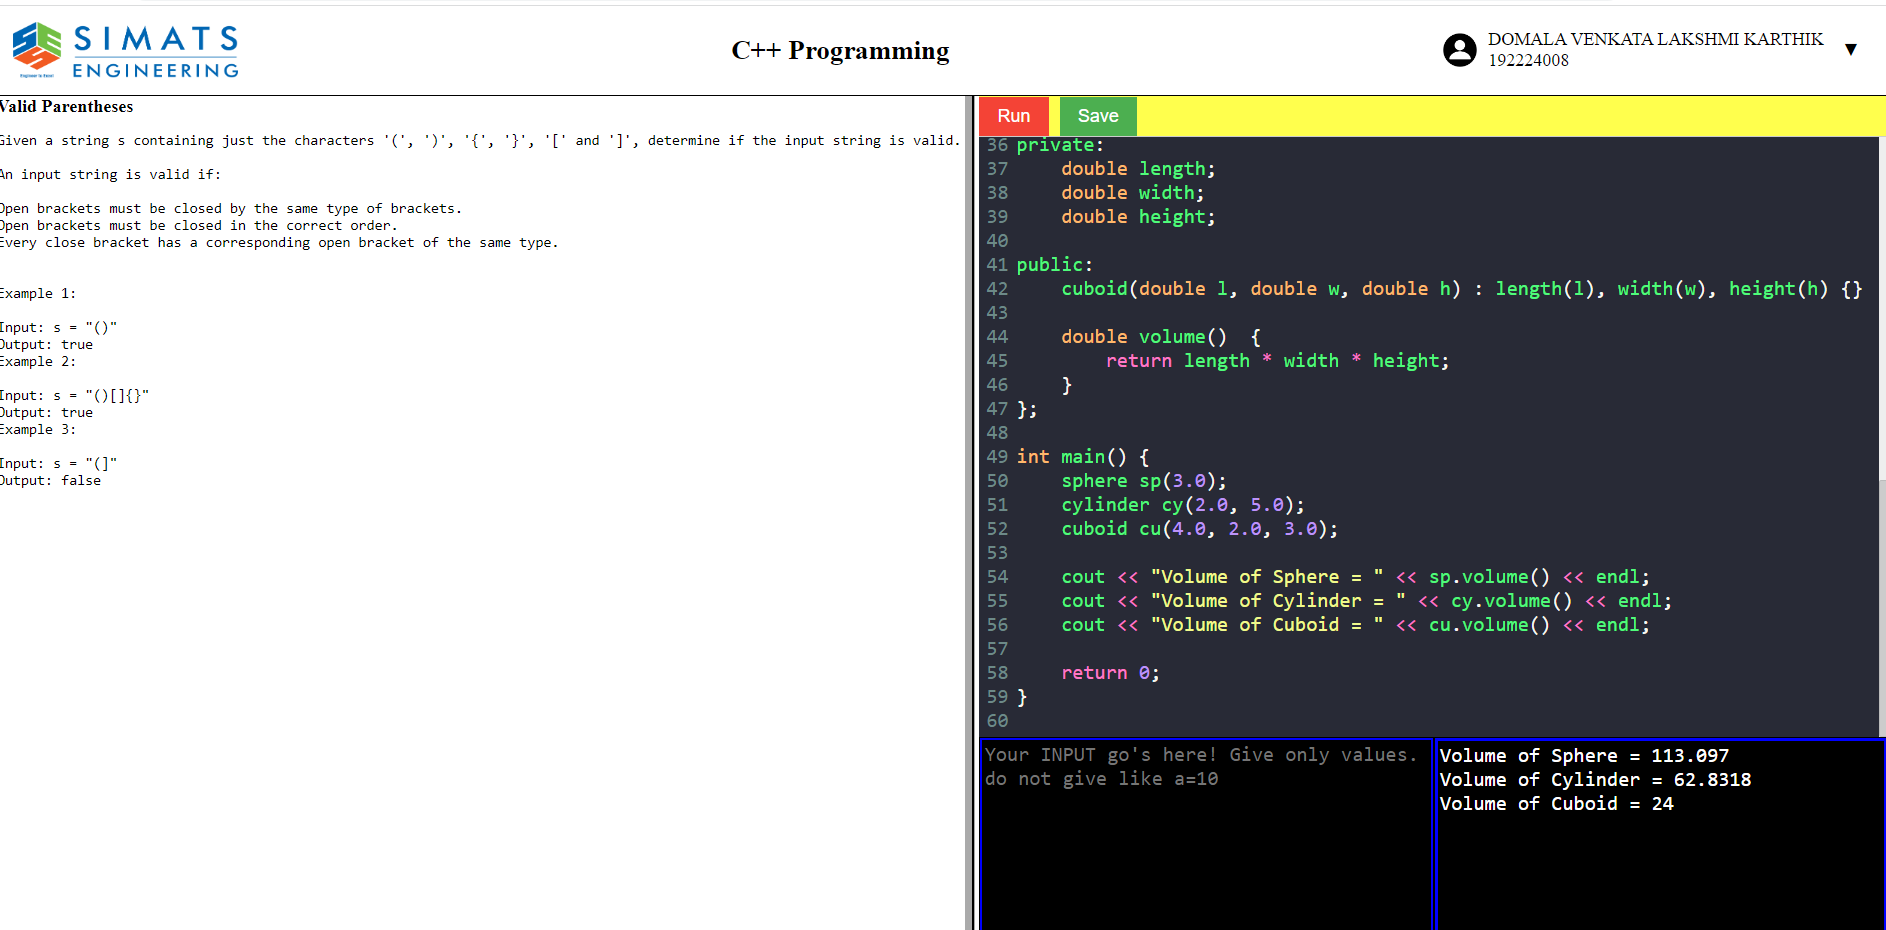 SIMATS
ENGINEERING
C++ Programming
DOMALA VENKATA LAKSHMI KARTHIK
192224008
▼
Valid Parentheses
Given a string s containing just the characters '(', ')', '{', '}', '[' and ']', determine if the input string is valid.
An input string is valid if:
Open brackets must be closed by the same type of brackets.
Open brackets must be closed in the correct order.
Every close bracket has a corresponding open bracket of the same type.
Example 1:
Input: s = "()"
Output: true
Example 2:
Input: s = "()[]{}"
Output: true
Example 3:
Input: s = "(]"
Output: false
Run Save
36 private:
37     double length;
38     double width;
39     double height;
40
41 public:
42     cuboid(double l, double w, double h) : length(l), width(w), height(h) {}
43
44     double volume()  {
45         return length * width * height;
46     }
47 };
48
49 int main() {
50     sphere sp(3.0);
51     cylinder cy(2.0, 5.0);
52     cuboid cu(4.0, 2.0, 3.0);
53
54     cout << "Volume of Sphere = " << sp.volume() << endl;
55     cout << "Volume of Cylinder = " << cy.volume() << endl;
56     cout << "Volume of Cuboid = " << cu.volume() << endl;
57
58     return 0;
59 }
60
Your INPUT go's here! Give only values.
do not give like a=10
Volume of Sphere = 113.097
Volume of Cylinder = 62.8318
Volume of Cuboid = 24